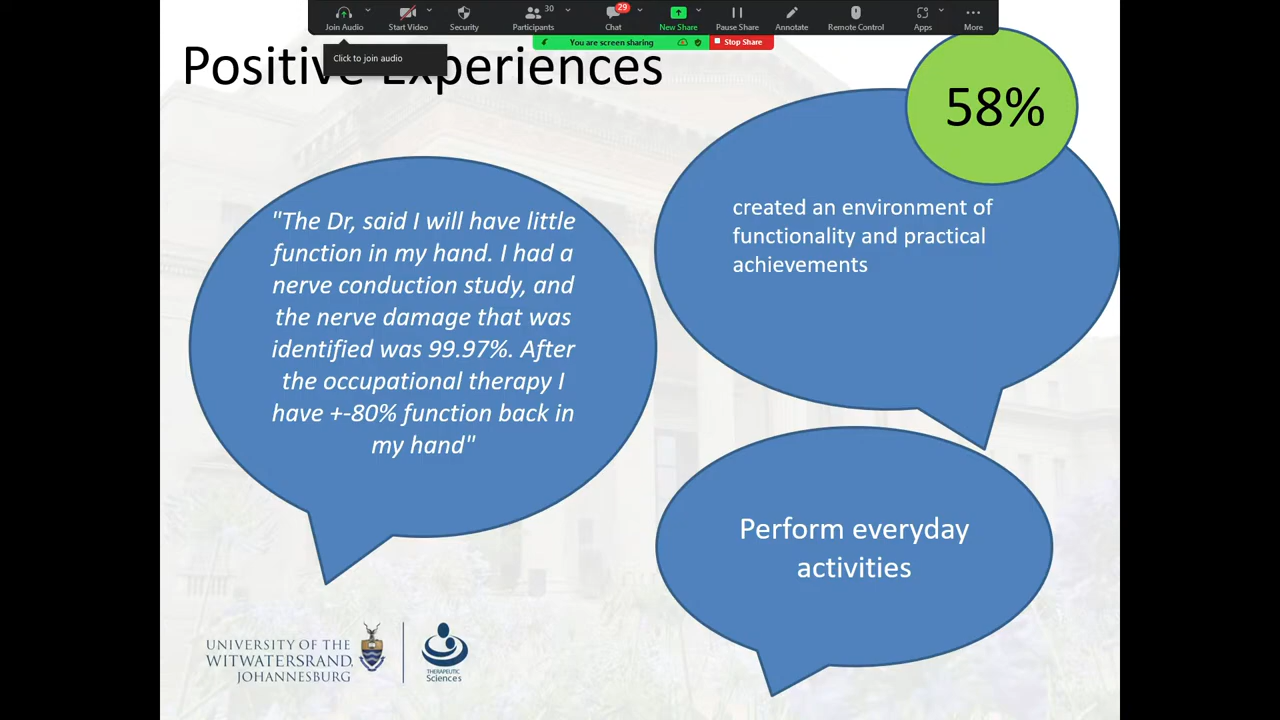 30
29
Join Audio
Start Video
Security
Participants
Chat
New Share
Pause Share
Annotate
Remote Control
Apps
More
You are screen sharing
Stop Share
Click to join audio
Positive Experiences
58%
"The Dr, said I will have little
function in my hand. I had a
nerve conduction study, and
the nerve damage that was
identified was 99.97%. After
the occupational therapy I
have +-80% function back in
my hand"
created an environment of
functionality and practical
achievements
Perform everyday
activities
UNIVERSITY OF THE
WITWATERSRAND,
JOHANNESBURG
THERAPEUTIC
Sciences